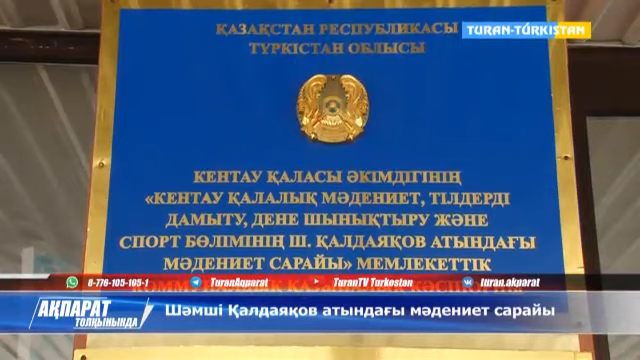 ҚАЗАҚСТАН РЕСПУБЛИКАСЫ
TURAN-TÚRKISTAN
ТҮРКІСТАН ОБЛЫСЫ
КЕНТАУ ҚАЛАСЫ ӘКІМДІГІНІҢ
«КЕНТАУ ҚАЛАЛЫҚ МӘДЕНИЕТ, ТІЛДЕРДІ
ДАМЫТУ, ДЕНЕ ШЫНЫҚТЫРУ ЖӘНЕ
СПОРТ БӨЛІМІНІҢ Ш. ҚАЛДАЯҚОВ АТЫНДАҒЫ
МӘДЕНИЕТ САРАЙЫ» МЕМЛЕКЕТТІК
8-776-105-105-1 TuranAqparat TuranTV Turkestan turan.akparat
АҚПАРАТ
ТОЛҚЫНЫНДА
Шәмші Қалдаяқов атындағы мәдениет сарайы